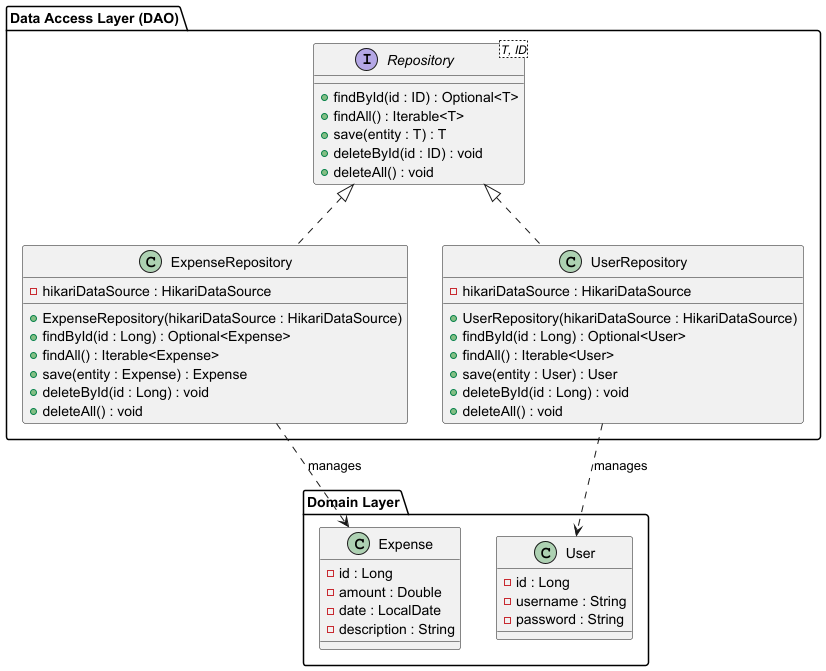 Data Access Layer (DAO)
I
Repository
T, ID
findById(id : ID) : Optional<T>
findAll() : Iterable<T>
save(entity : T) : T
deleteById(id : ID) : void
deleteAll() : void
C
ExpenseRepository
hikariDataSource : HikariDataSource
ExpenseRepository(hikariDataSource : HikariDataSource)
findById(id : Long) : Optional<Expense>
findAll() : Iterable<Expense>
save(entity : Expense) : Expense
deleteById(id : Long) : void
deleteAll() : void
C
UserRepository
hikariDataSource : HikariDataSource
UserRepository(hikariDataSource : HikariDataSource)
findById(id : Long) : Optional<User>
findAll() : Iterable<User>
save(entity : User) : User
deleteById(id : Long) : void
deleteAll() : void
manages
manages
Domain Layer
C
Expense
id : Long
amount : Double
date : LocalDate
description : String
C
User
id : Long
username : String
password : String